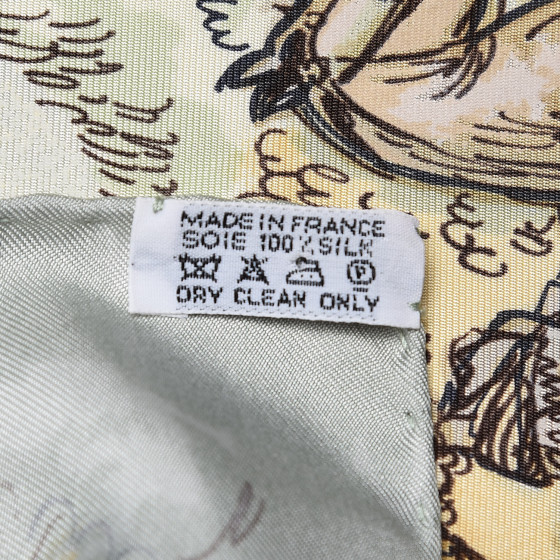 MADE IN FRANCE
SOIE 100% SILK
P
DRY CLEAN ONLY